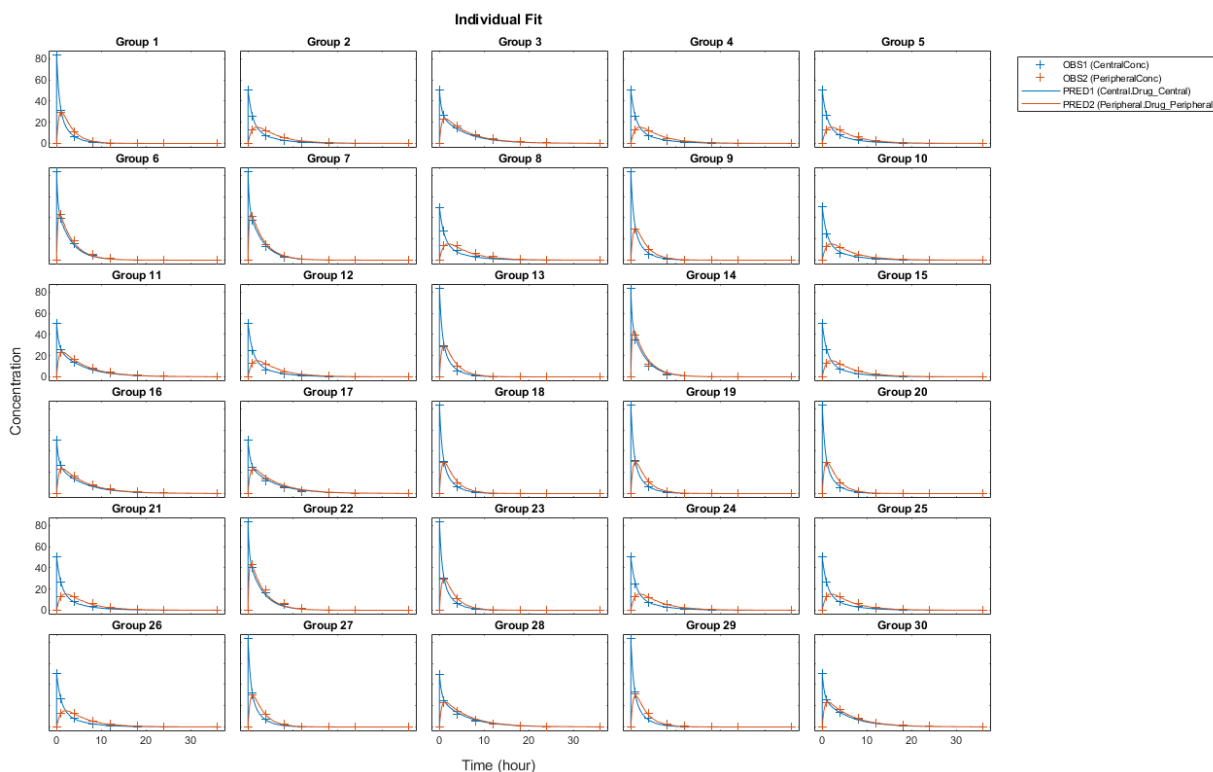 Individual Fit
Group 1
Group 2
Group 3
Group 4
Group 5
80
60
40
20
0
OBS1 (CentralConc)
OBS2 (PeripheralConc)
PRED1 (Central.Drug_Central)
PRED2 (Peripheral.Drug_Peripheral)
Group 6
Group 7
Group 8
Group 9
Group 10
Group 11
Group 12
Group 13
Group 14
Group 15
80
60
40
20
0
Concentration
Group 16
Group 17
Group 18
Group 19
Group 20
Group 21
Group 22
Group 23
Group 24
Group 25
80
60
40
20
0
Group 26
Group 27
Group 28
Group 29
Group 30
0 10 20 30
0 10 20 30
0 10 20 30
Time (hour)